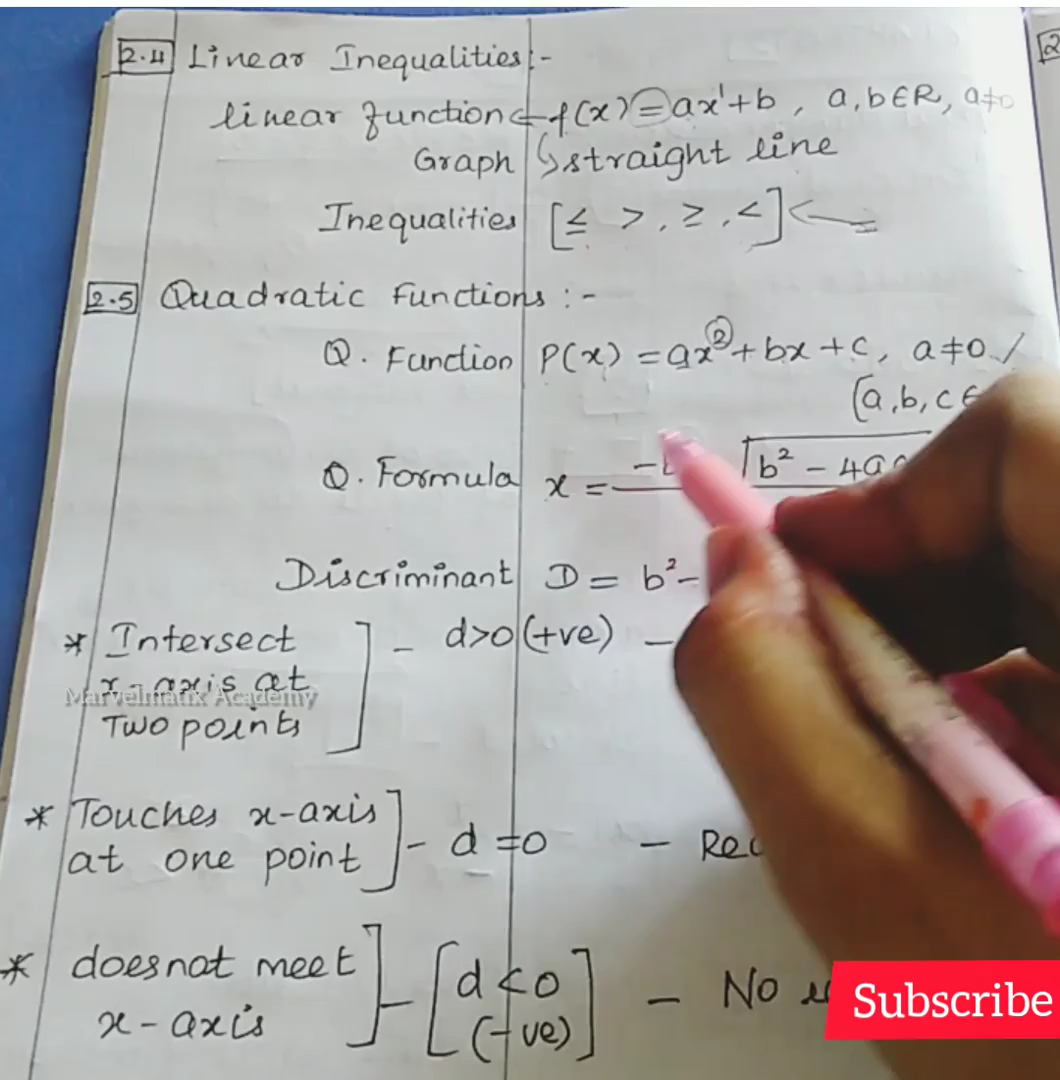 2.4 Linear Inequalities:-
linear function ← f(x) = ax¹ + b, a, b ∈ R, a ≠ 0
Graph ↳ straight line
Inequalities [≤ >, ≥, <] ←
2.5 Quadratic Functions :-
Q. Function P(x) = ax² + bx + c, a ≠ 0 /
(a, b, c ∈
Q. Formula x = - √b² - 4a
Discriminant D = b² -
* Intersect x-axis at Two points ] - d>0 (+ve) -
Marvelmatix Academy
* Touches x-axis at one point ] - d = 0 - Re
* doesnot meet x-axis ] - [d < 0 (-ve)] - No
Subscribe
2